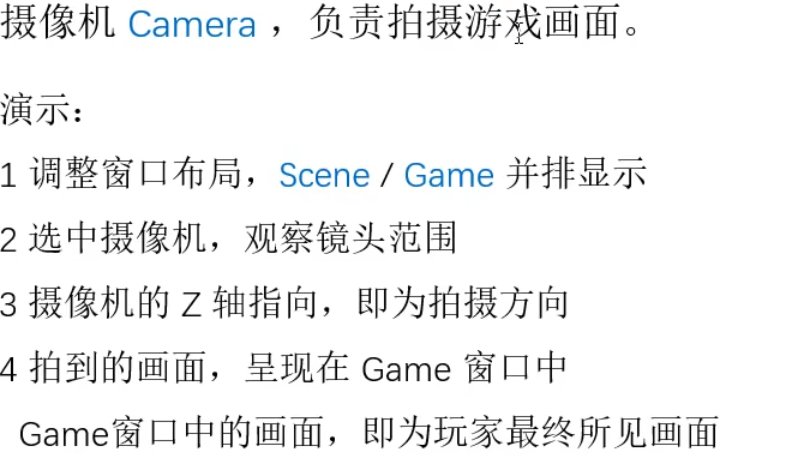 摄像机 Camera ，负责拍摄游戏画面。
演示：
1 调整窗口布局，Scene / Game 并排显示
2 选中摄像机，观察镜头范围
3 摄像机的 Z 轴指向，即为拍摄方向
4 拍到的画面，呈现在 Game 窗口中
Game窗口中的画面，即为玩家最终所见画面